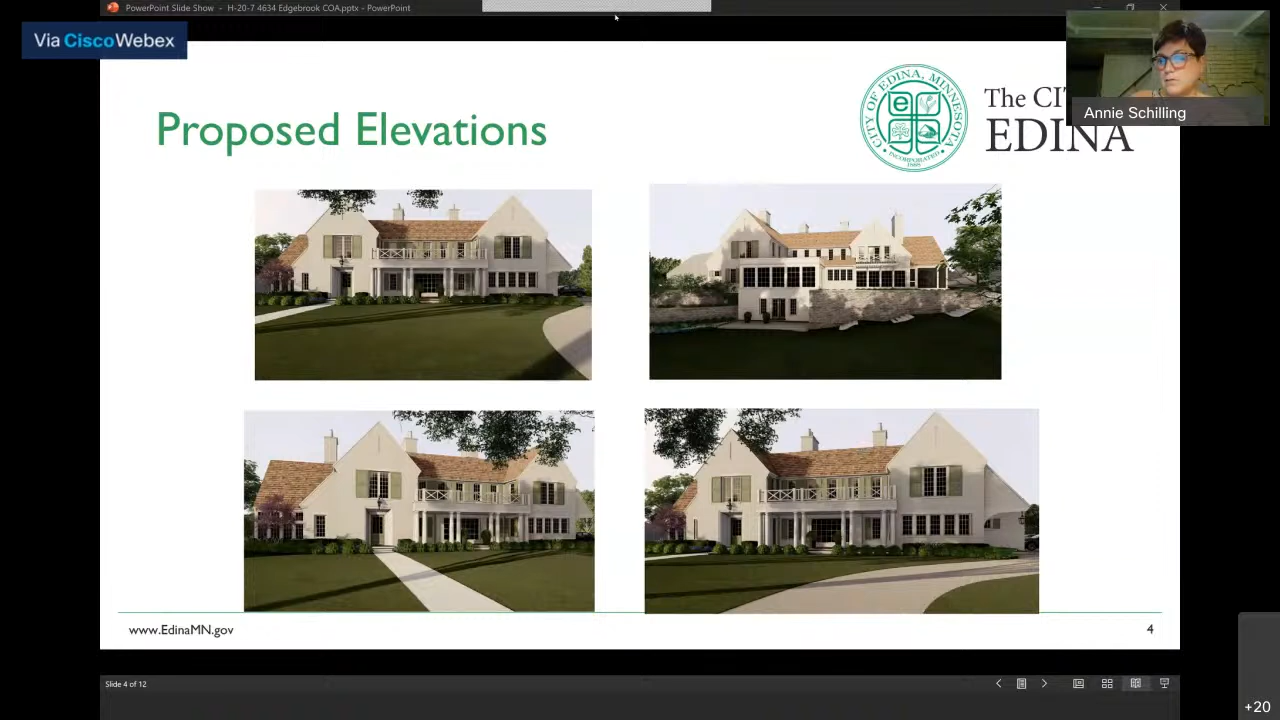 PowerPoint Slide Show - H-20-7 4634 Edgebrook COA.pptx - PowerPoint
Via CiscoWebex
Proposed Elevations
CITY OF EDINA, MINNESOTA
e
INCORPORATED
1888
The CI
EDINA
Annie Schilling
www.EdinaMN.gov
4
Slide 4 of 12
+20